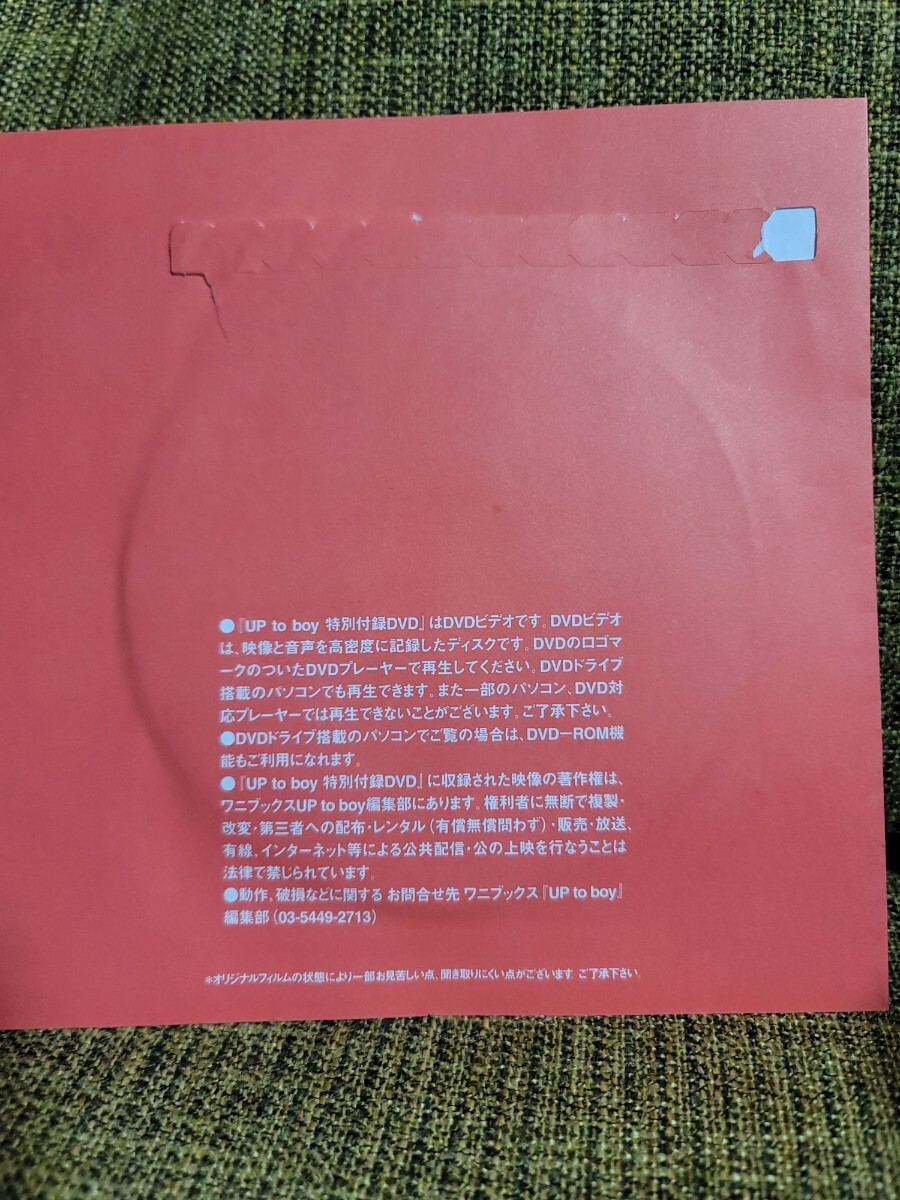 ●『UP to boy 特別付録DVD』はDVDビデオです。DVDビデオ
は、映像と音声を高密度に記録したディスクです。DVDのロゴマ
ークのついたDVDプレーヤーで再生してください。DVDドライブ
搭載のパソコンでも再生できます。また一部のパソコン、DVD対
応プレーヤーでは再生できないことがございます。ご了承下さい。
●DVDドライブ搭載のパソコンでご覧の場合は、DVD－ROM機
能もご利用になれます。
●『UP to boy 特別付録DVD』に収録された映像の著作権は、
ワニブックスUP to boy編集部にあります。権利者に無断で複製・
改変・第三者への配布・レンタル（有償無償問わず）・販売・放送、
有線、インターネット等による公共配信・公の上映を行なうことは
法律で禁じられています。
●動作、破損などに関する お問合せ先 ワニブックス『UP to boy』
編集部（03-5449-2713）
＊オリジナルフィルムの状態により一部お見苦しい点、聞き取りにくい点がございます ご了承下さい。